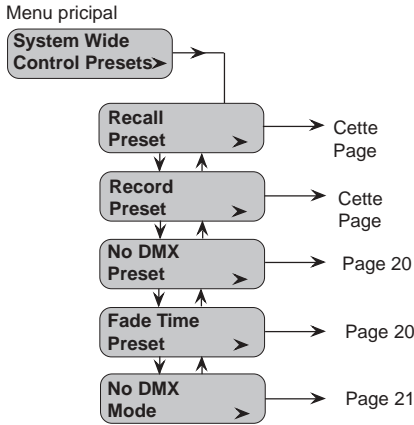 Menu pricipal
System Wide
Control Presets
Recall
Preset
Cette
Page
Record
Preset
Cette
Page
No DMX
Preset
Page 20
Fade Time
Preset
Page 20
No DMX
Mode
Page 21